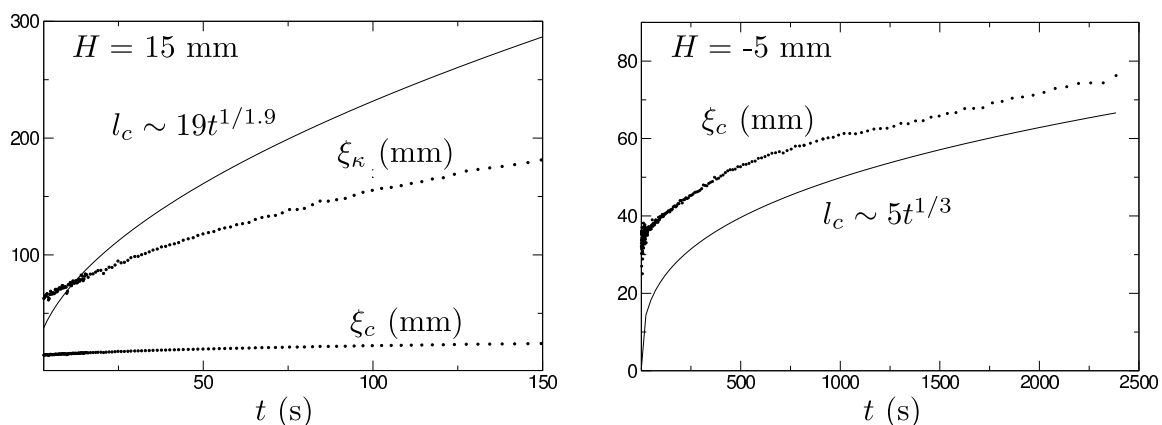 300
200
100
H = 15 mm
l_c ∼ 19t^{1/1.9}
ξ_κ (mm)
ξ_c (mm)
50 100 150
t (s)
80
60
40
20
0
H = -5 mm
ξ_c (mm)
l_c ∼ 5t^{1/3}
0 500 1000 1500 2000 2500
t (s)